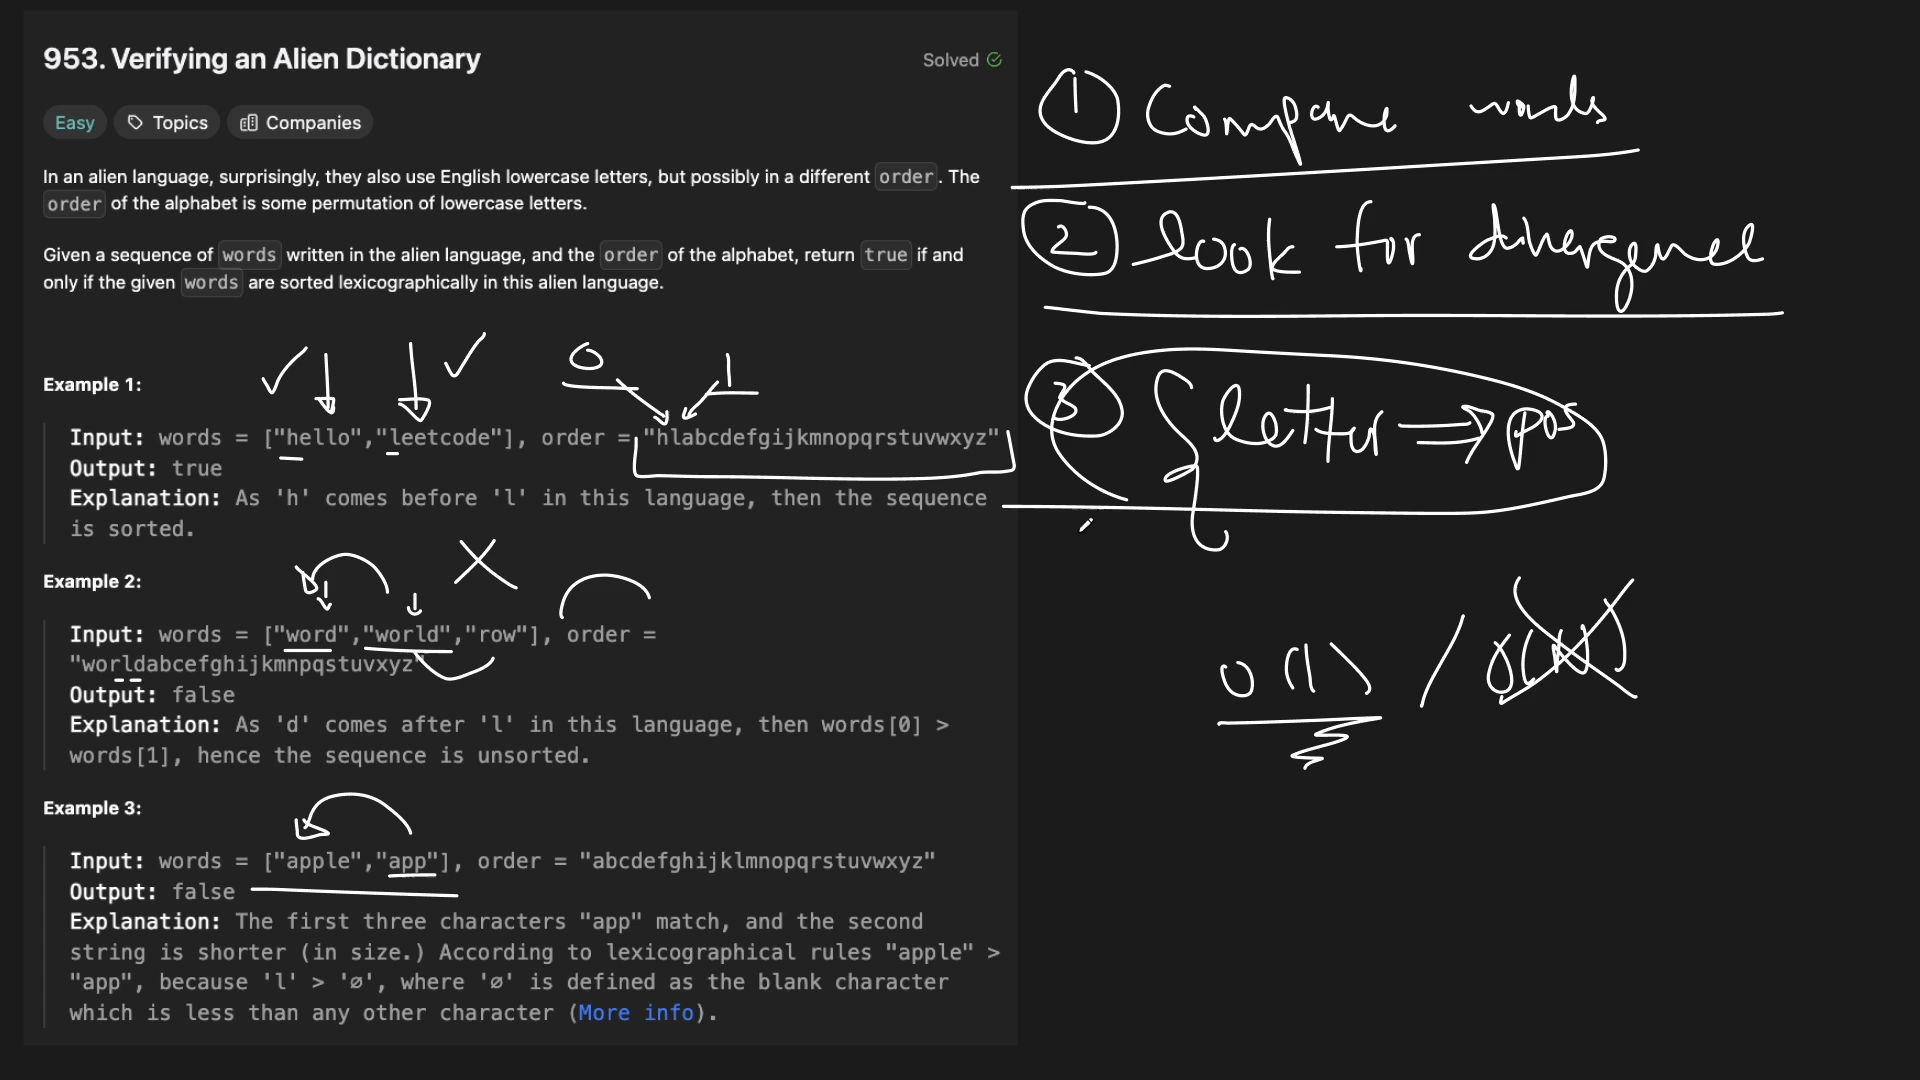 953. Verifying an Alien Dictionary
Solved
Easy
Topics
Companies
In an alien language, surprisingly, they also use English lowercase letters, but possibly in a different order. The
order of the alphabet is some permutation of lowercase letters.
Given a sequence of words written in the alien language, and the order of the alphabet, return true if and
only if the given words are sorted lexicographically in this alien language.
Example 1:
Input: words = ["hello","leetcode"], order = "hlabcdefgijkmnopqrstuvwxyz"
Output: true
Explanation: As 'h' comes before 'l' in this language, then the sequence
is sorted.
Example 2:
Input: words = ["word","world","row"], order =
"worldabcefghijkmnpqstuvxyz"
Output: false
Explanation: As 'd' comes after 'l' in this language, then words[0] >
words[1], hence the sequence is unsorted.
Example 3:
Input: words = ["apple","app"], order = "abcdefghijklmnopqrstuvwxyz"
Output: false
Explanation: The first three characters "app" match, and the second
string is shorter (in size.) According to lexicographical rules "apple" >
"app", because 'l' > '∅', where '∅' is defined as the blank character
which is less than any other character (More info).
0 1
1 Compare words
2 look for
3 { letter => pos
O(1) / O(N)